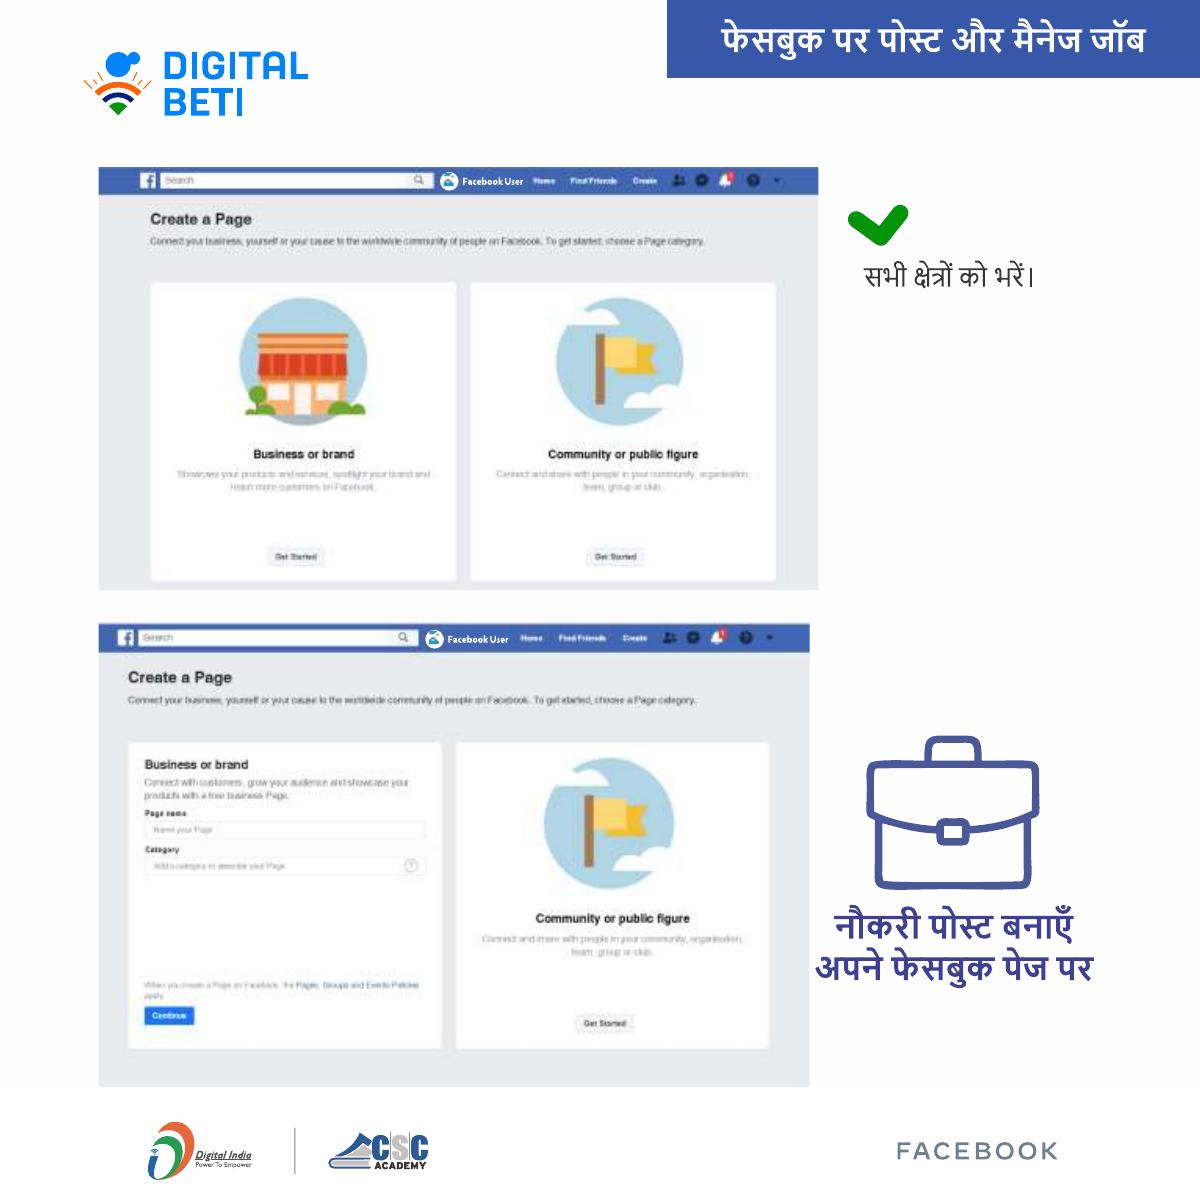 फेसबुक पर पोस्ट और मैनेज जॉब
DIGITAL
BETI
Search
Facebook User
Home
Find Friends
Create
Create a Page
Connect your business, yourself or your cause to the worldwide community of people on Facebook. To get started, choose a Page category.
सभी क्षेत्रों को भरें।
Business or brand
Showcase your products and services, spotlight your brand and
reach more customers on Facebook.
Get Started
Community or public figure
Connect and share with people in your community, organisation,
team, group or club.
Get Started
Search
Facebook User
Home
Find Friends
Create
Create a Page
Connect your business, yourself or your cause to the worldwide community of people on Facebook. To get started, choose a Page category.
Business or brand
Connect with customers, grow your audience and showcase your
products with a free business Page.
Page name
Name your Page
Category
Add a category to describe your Page
When you create a Page on Facebook, the Pages, Groups and Events Policies
apply.
Continue
Community or public figure
Connect and share with people in your community, organisation,
team, group or club.
Get Started
नौकरी पोस्ट बनाएँ
अपने फेसबुक पेज पर
Digital India
Power To Empower
CSC
ACADEMY
FACEBOOK